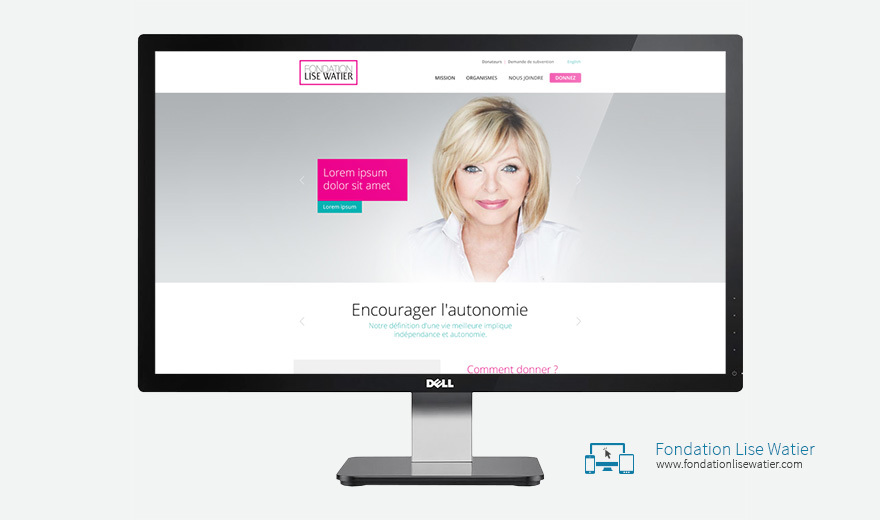 Bienvenue | Demande de subvention English
FONDATION
LISE WATIER
MISSION ORGANISMES NOUS JOINDRE DONNEZ
Lorem ipsum
dolor sit amet
Lorem ipsum
Encourager l'autonomie
Notre définition d'une vie meilleure implique
indépendance et autonomie.
Comment donner ?
DELL
Fondation Lise Watier
www.fondationlisewatier.com